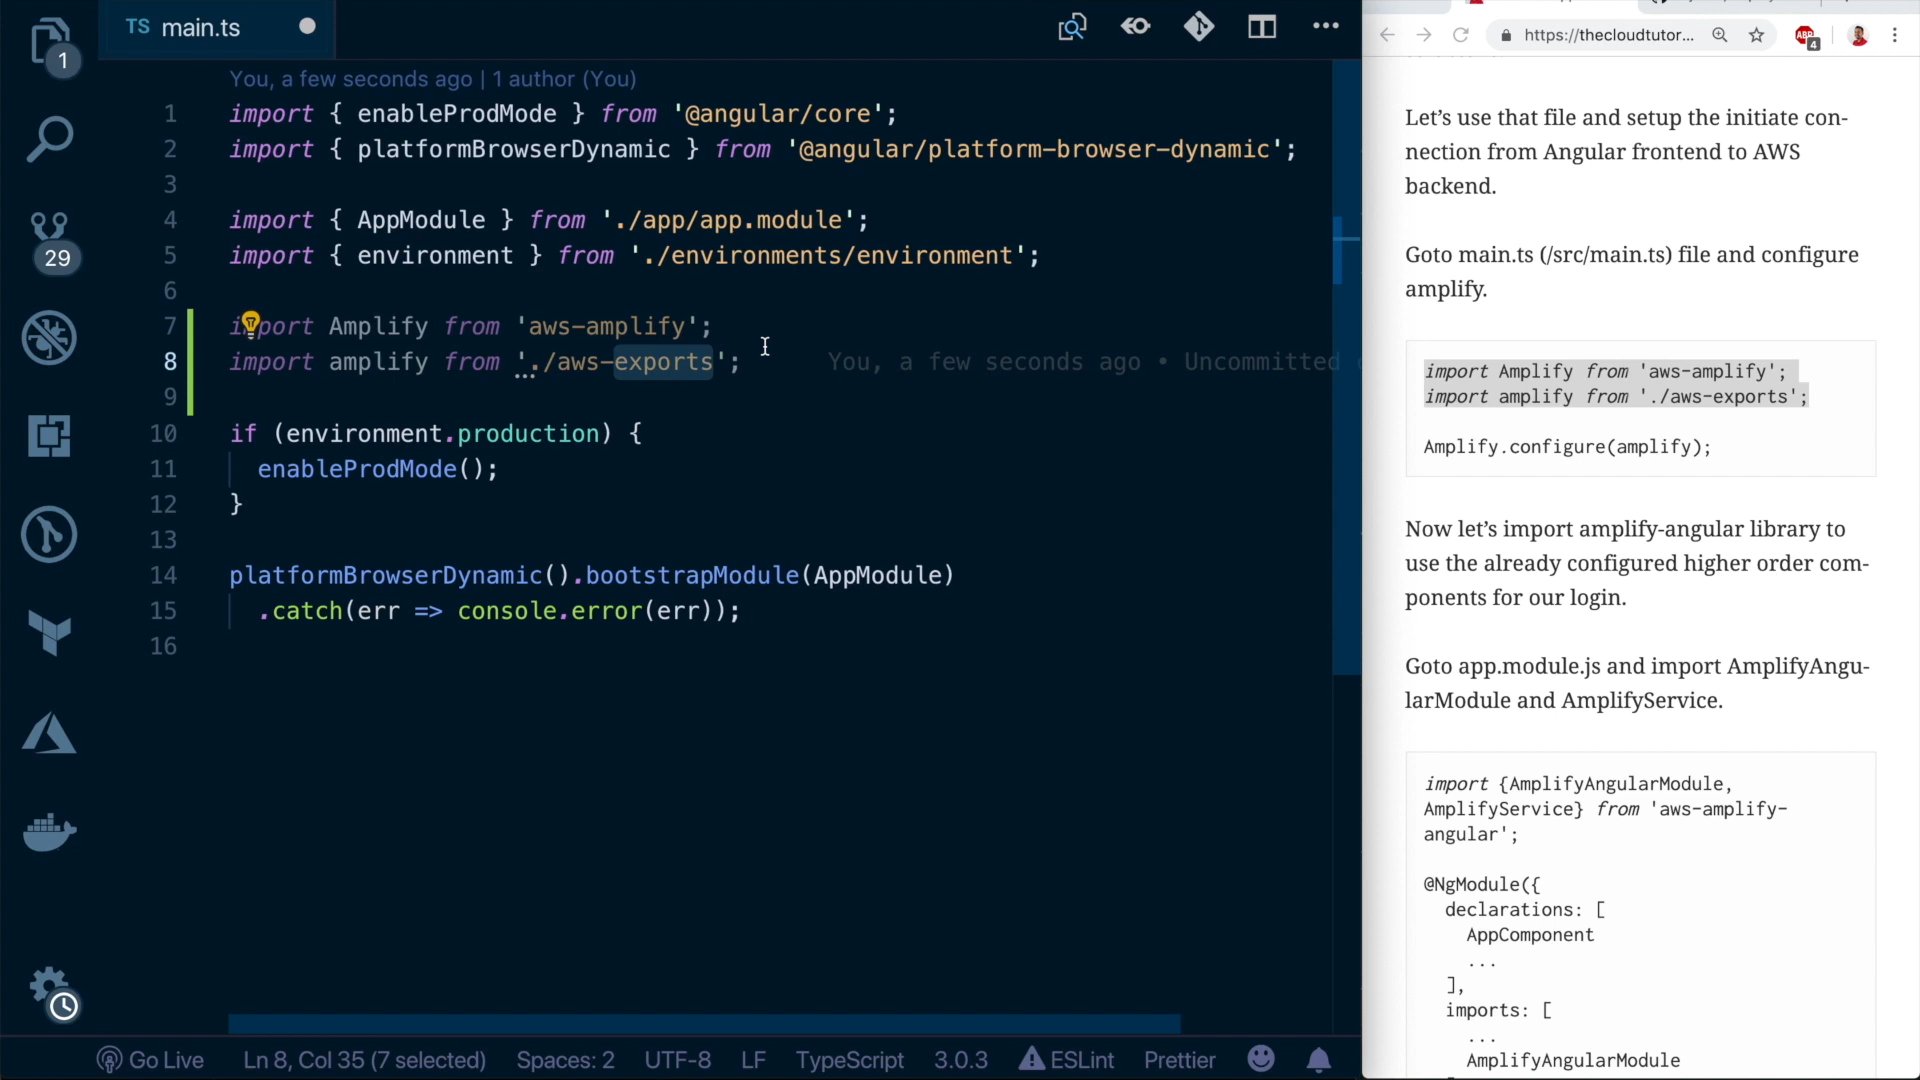 1
29
TS main.ts
You, a few seconds ago | 1 author (You)
1 import { enableProdMode } from '@angular/core';
2 import { platformBrowserDynamic } from '@angular/platform-browser-dynamic';
3
4 import { AppModule } from './app/app.module';
5 import { environment } from './environments/environment';
6
7 import Amplify from 'aws-amplify';
8 import amplify from './aws-exports'; You, a few seconds ago • Uncommitted
9
10 if (environment.production) {
11 enableProdMode();
12 }
13
14 platformBrowserDynamic().bootstrapModule(AppModule)
15 .catch(err => console.error(err));
16
Go Live Ln 8, Col 35 (7 selected) Spaces: 2 UTF-8 LF TypeScript 3.0.3 ESLint Prettier
https://thecloudtutor... ABP 4
Let’s use that file and setup the initiate con-
nection from Angular frontend to AWS
backend.
Goto main.ts (/src/main.ts) file and configure
amplify.
import Amplify from 'aws-amplify';
import amplify from './aws-exports';
Amplify.configure(amplify);
Now let’s import amplify-angular library to
use the already configured higher order com-
ponents for our login.
Goto app.module.js and import AmplifyAngu-
larModule and AmplifyService.
import {AmplifyAngularModule,
AmplifyService} from 'aws-amplify-
angular';
@NgModule({
declarations: [
AppComponent
...
],
imports: [
...
AmplifyAngularModule